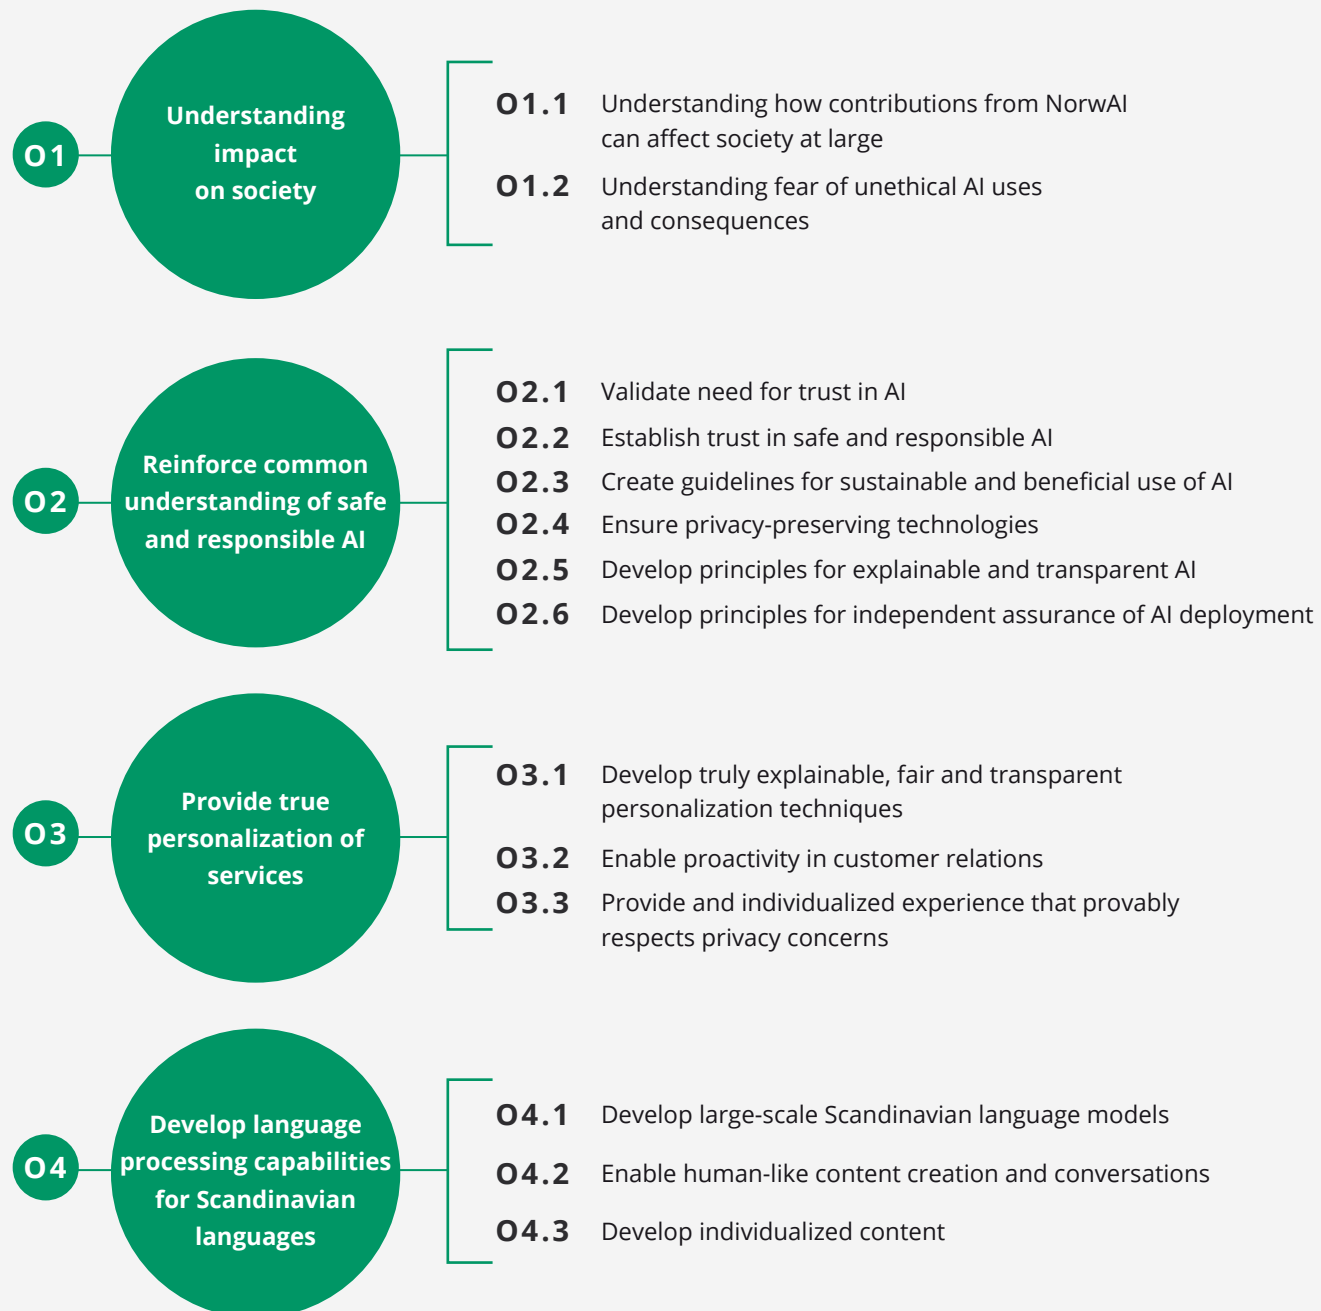 O1
Understanding
impact
on society
O1.1 Understanding how contributions from NorwAI
can affect society at large
O1.2 Understanding fear of unethical AI uses
and consequences
O2
Reinforce common
understanding of safe
and responsible AI
O2.1 Validate need for trust in AI
O2.2 Establish trust in safe and responsible AI
O2.3 Create guidelines for sustainable and beneficial use of AI
O2.4 Ensure privacy-preserving technologies
O2.5 Develop principles for explainable and transparent AI
O2.6 Develop principles for independent assurance of AI deployment
O3
Provide true
personalization of
services
O3.1 Develop truly explainable, fair and transparent
personalization techniques
O3.2 Enable proactivity in customer relations
O3.3 Provide and individualized experience that provably
respects privacy concerns
O4
Develop language
processing capabilities
for Scandinavian
languages
O4.1 Develop large-scale Scandinavian language models
O4.2 Enable human-like content creation and conversations
O4.3 Develop individualized content